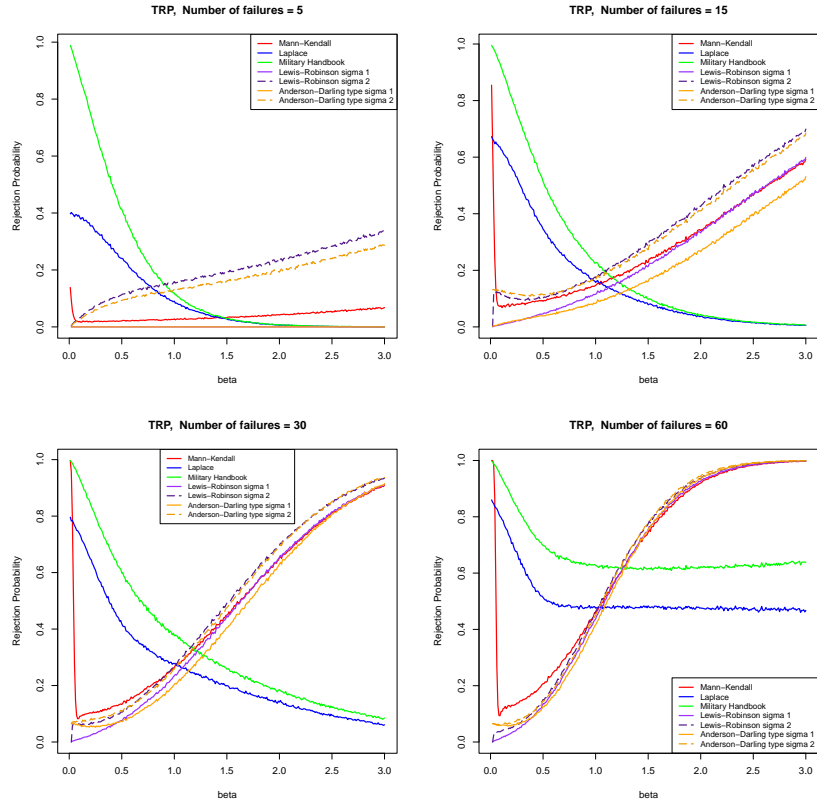 TRP, Number of failures = 5
Mann−Kendall
Laplace
Military Handbook
Lewis−Robinson sigma 1
Lewis−Robinson sigma 2
Anderson−Darling type sigma 1
Anderson−Darling type sigma 2
Rejection Probability
1.0
0.8
0.6
0.4
0.2
0.0
0.0 0.5 1.0 1.5 2.0 2.5 3.0
beta
TRP, Number of failures = 15
Mann−Kendall
Laplace
Military Handbook
Lewis−Robinson sigma 1
Lewis−Robinson sigma 2
Anderson−Darling type sigma 1
Anderson−Darling type sigma 2
Rejection Probability
1.0
0.8
0.6
0.4
0.2
0.0
0.0 0.5 1.0 1.5 2.0 2.5 3.0
beta
TRP, Number of failures = 30
Mann−Kendall
Laplace
Military Handbook
Lewis−Robinson sigma 1
Lewis−Robinson sigma 2
Anderson−Darling type sigma 1
Anderson−Darling type sigma 2
Rejection Probability
1.0
0.8
0.6
0.4
0.2
0.0
0.0 0.5 1.0 1.5 2.0 2.5 3.0
beta
TRP, Number of failures = 60
Rejection Probability
1.0
0.8
0.6
0.4
0.2
0.0
Mann−Kendall
Laplace
Military Handbook
Lewis−Robinson sigma 1
Lewis−Robinson sigma 2
Anderson−Darling type sigma 1
Anderson−Darling type sigma 2
0.0 0.5 1.0 1.5 2.0 2.5 3.0
beta